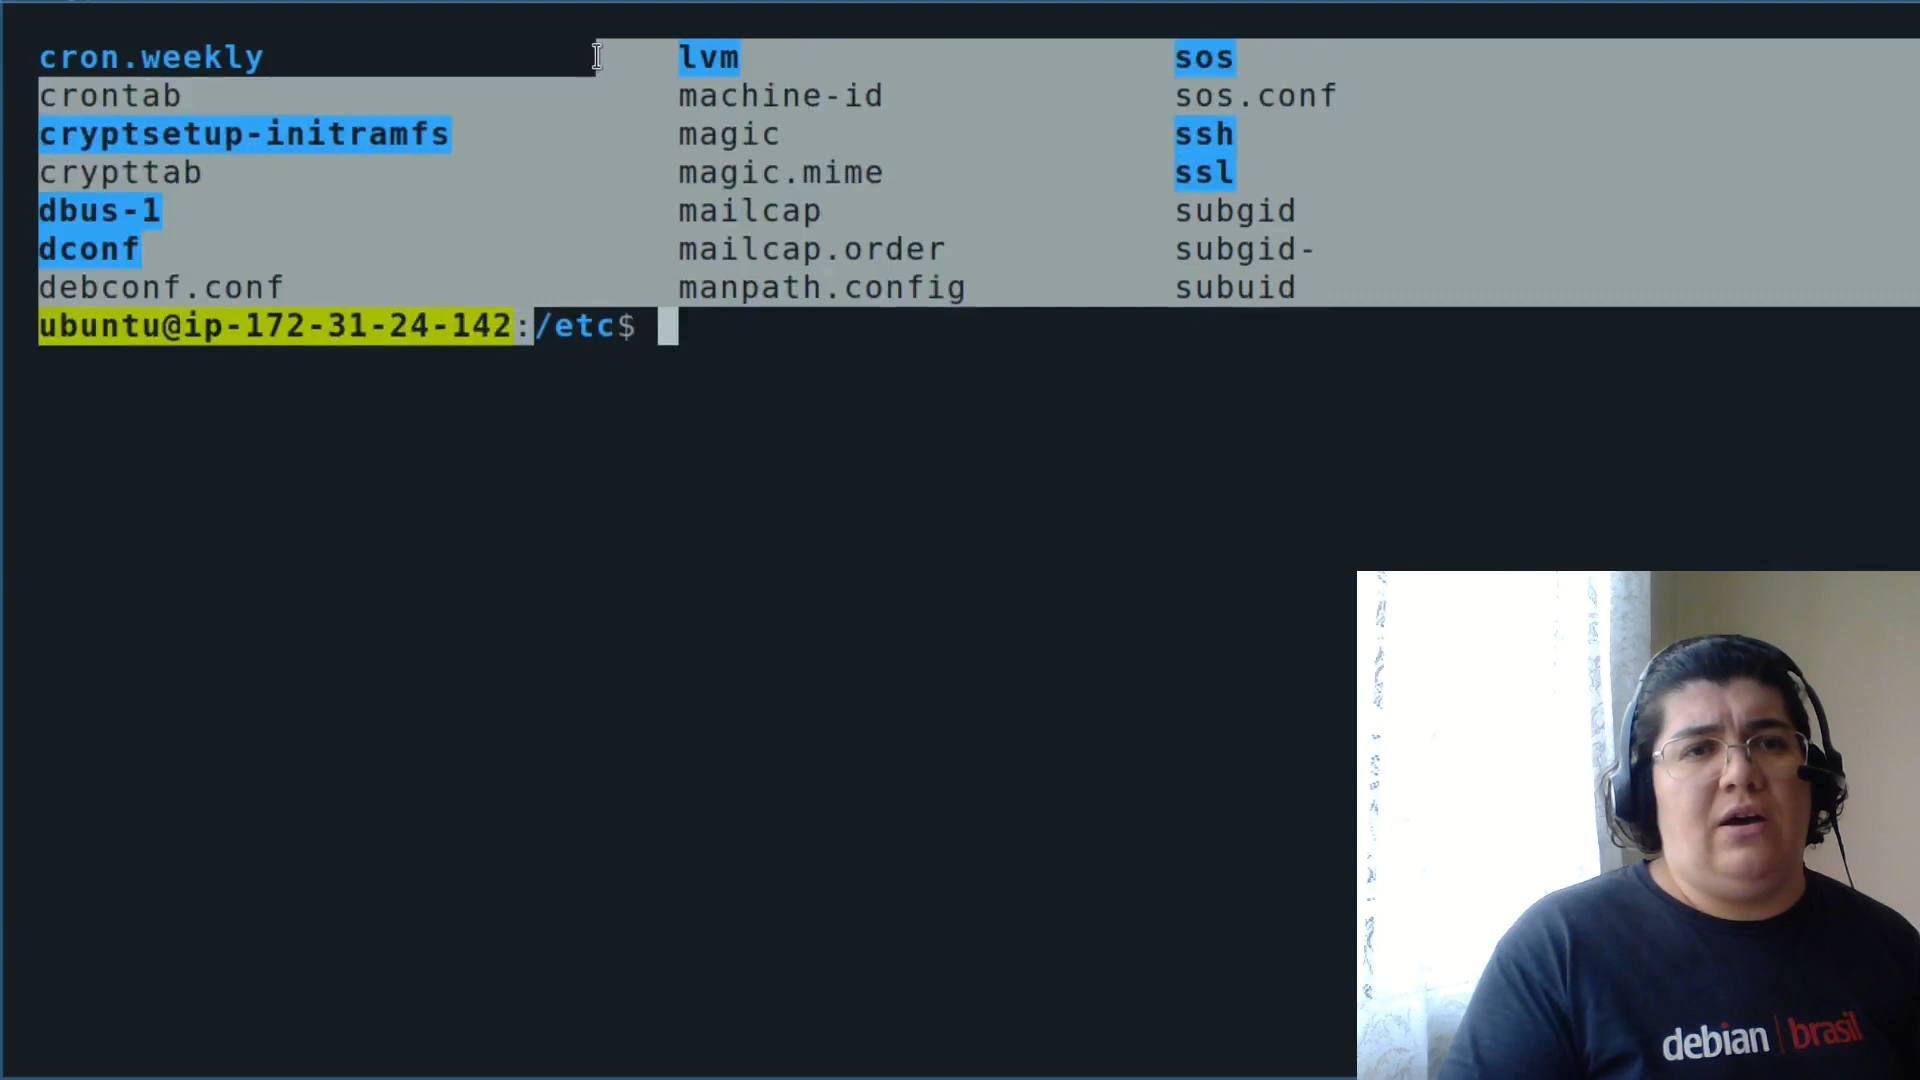 cron.weekly lvm sos
crontab machine-id sos.conf
cryptsetup-initramfs magic ssh
crypttab magic.mime ssl
dbus-1 mailcap subgid
dconf mailcap.order subgid-
debconf.conf manpath.config subuid
ubuntu@ip-172-31-24-142:/etc$
debian | brasil